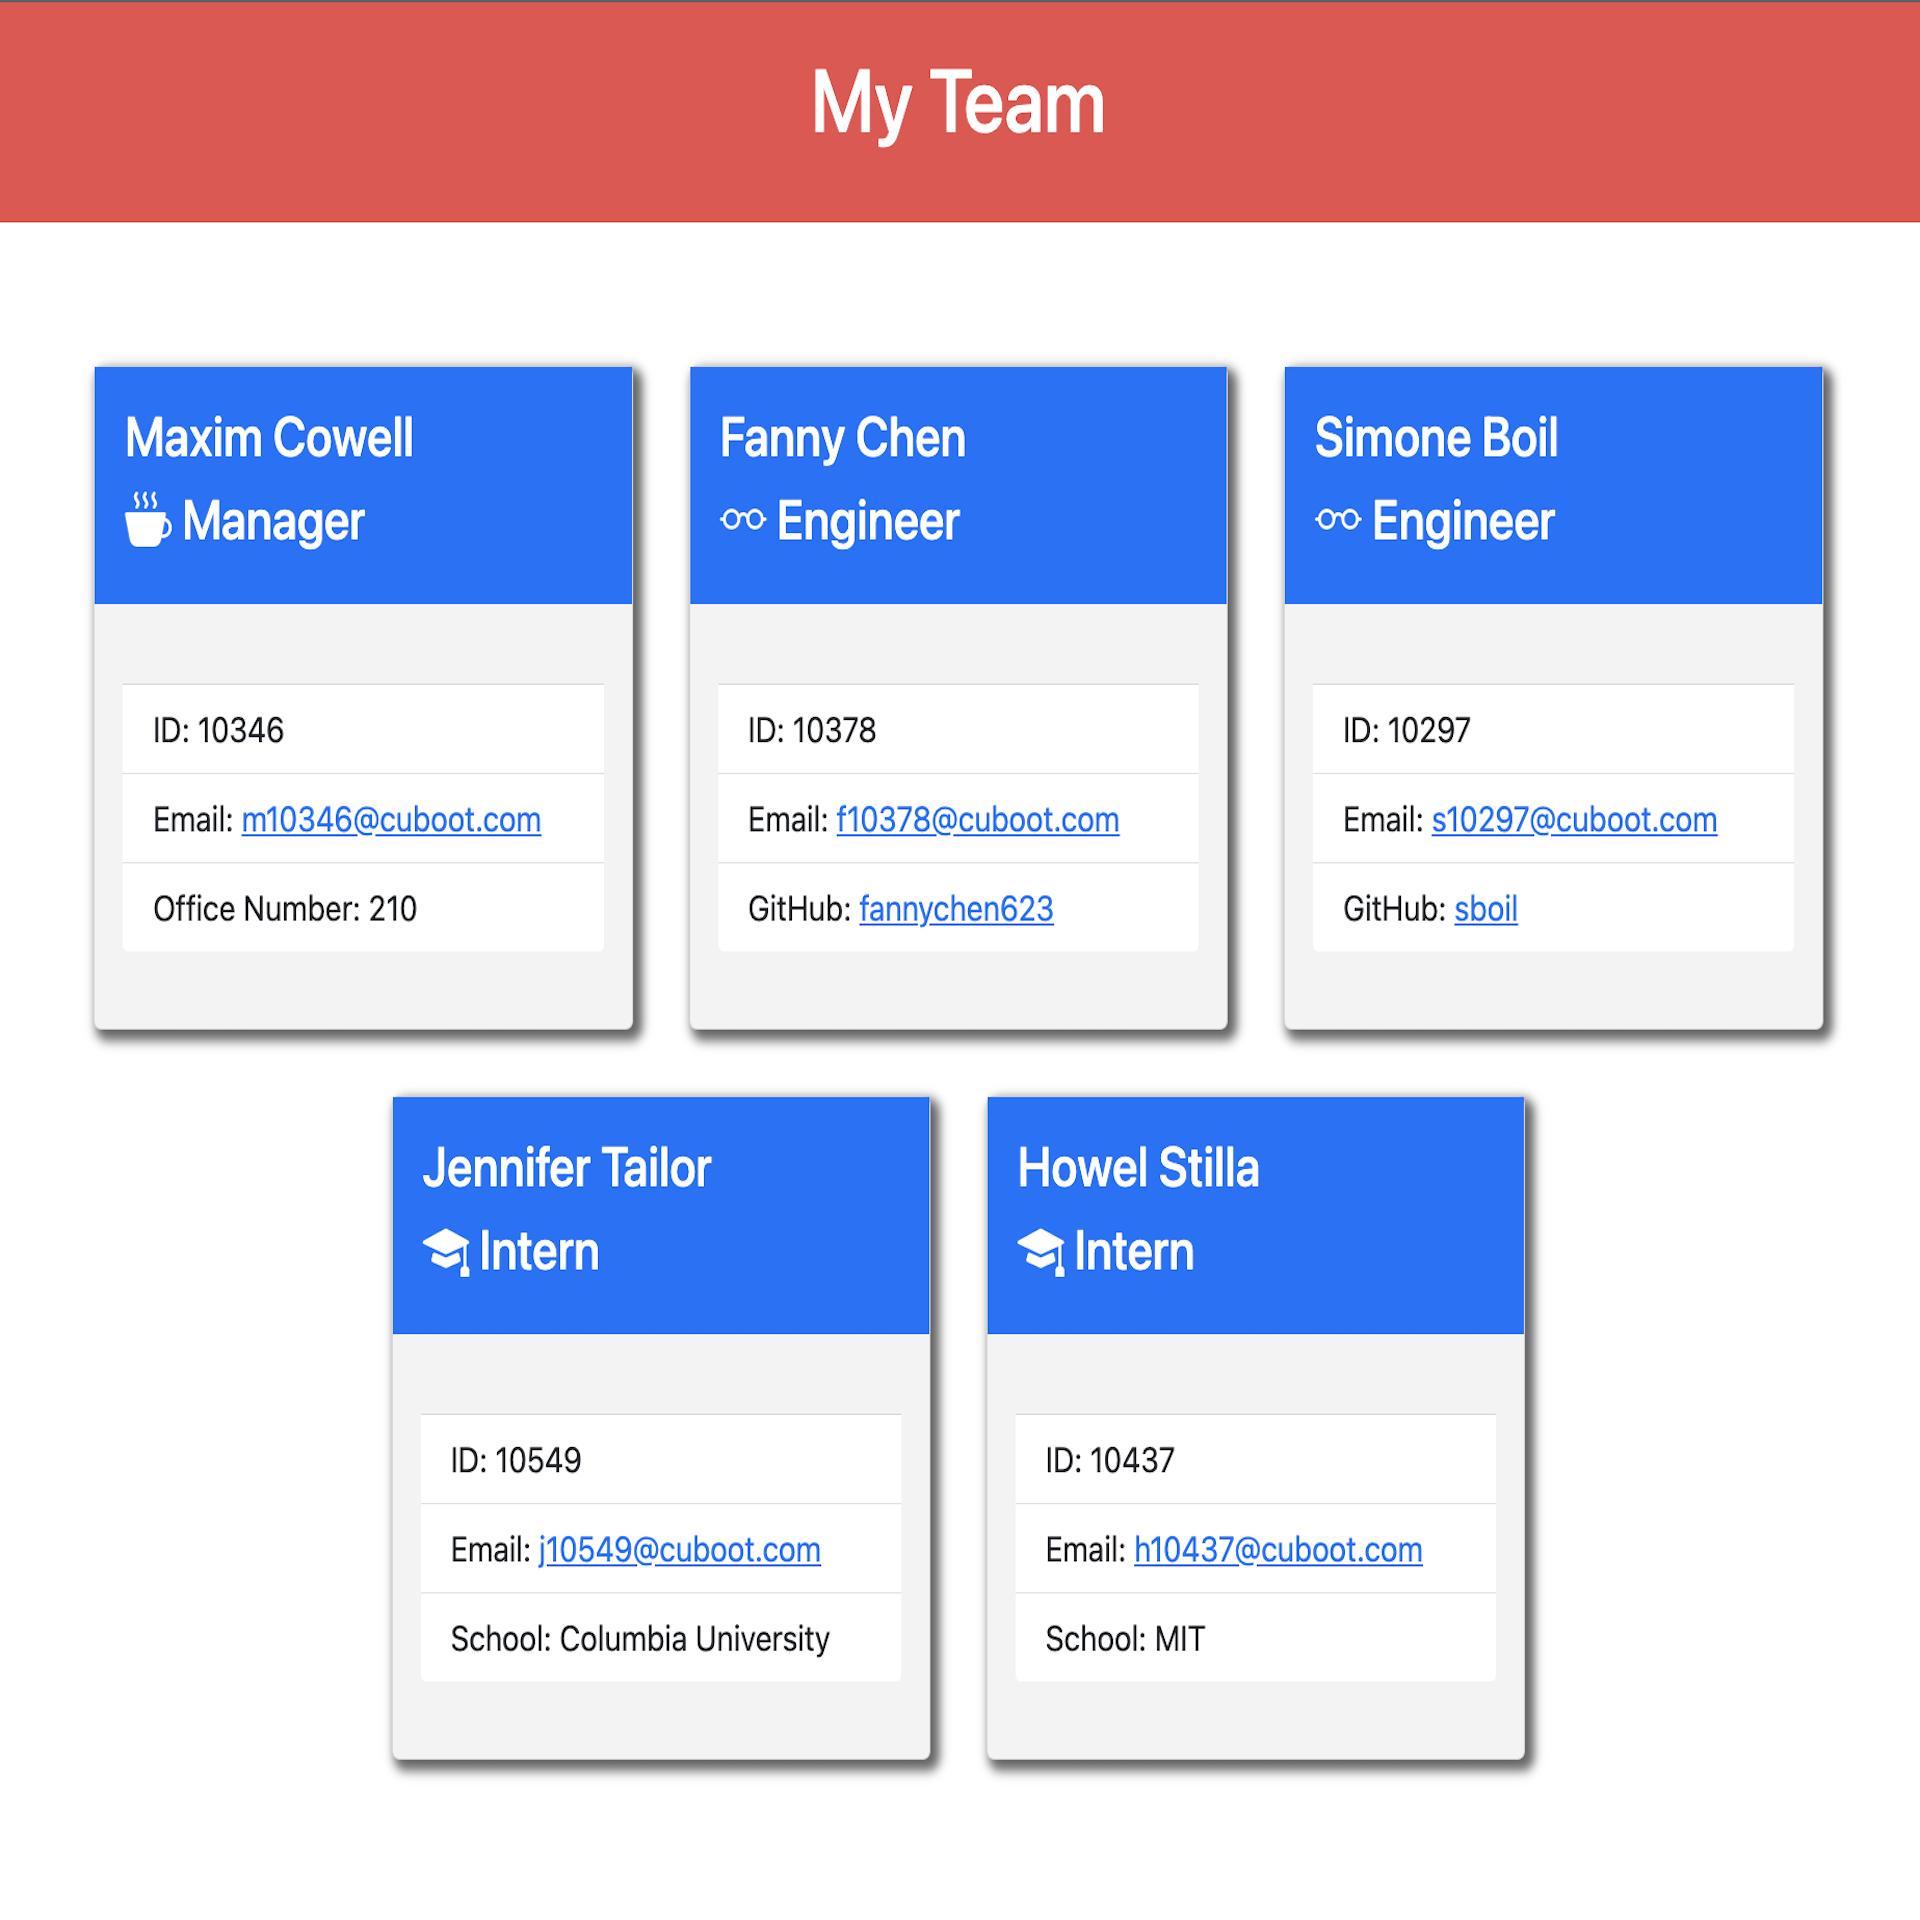 My Team
Maxim Cowell
Manager
ID: 10346
Email: m10346@cuboot.com
Office Number: 210
Fanny Chen
Engineer
ID: 10378
Email: f10378@cuboot.com
GitHub: fannychen623
Simone Boil
Engineer
ID: 10297
Email: s10297@cuboot.com
GitHub: sboil
Jennifer Tailor
Intern
ID: 10549
Email: j10549@cuboot.com
School: Columbia University
Howel Stilla
Intern
ID: 10437
Email: h10437@cuboot.com
School: MIT